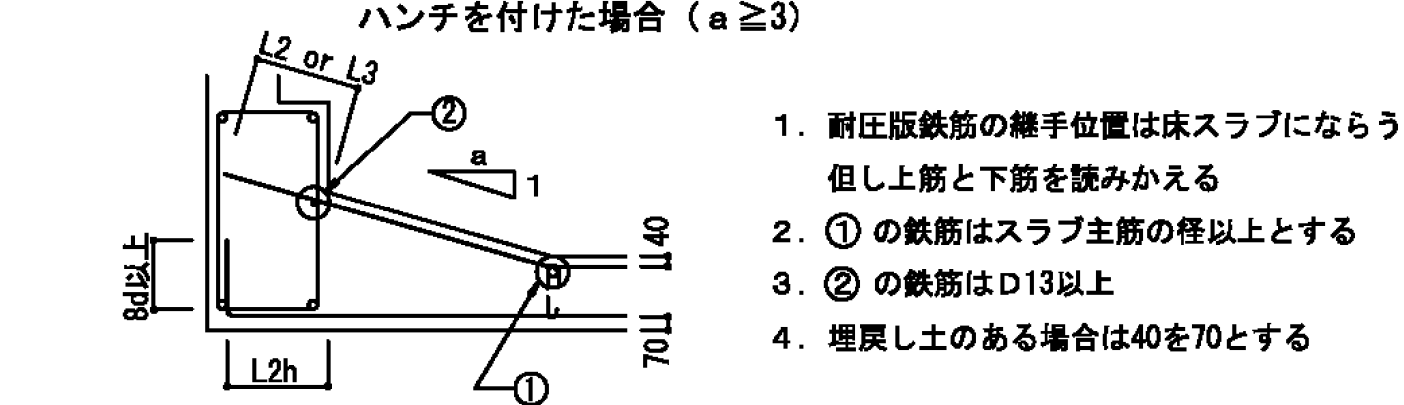 ハンチを付けた場合（ａ≧3）
L2 or L3
②
a
1
40
8d以上
L2h
70
①
1. 耐圧版鉄筋の継手位置は床スラブにならう
但し上筋と下筋を読みかえる
2. ① の鉄筋はスラブ主筋の径以上とする
3. ② の鉄筋はＤ13以上
4. 埋戻し土のある場合は40を70とする